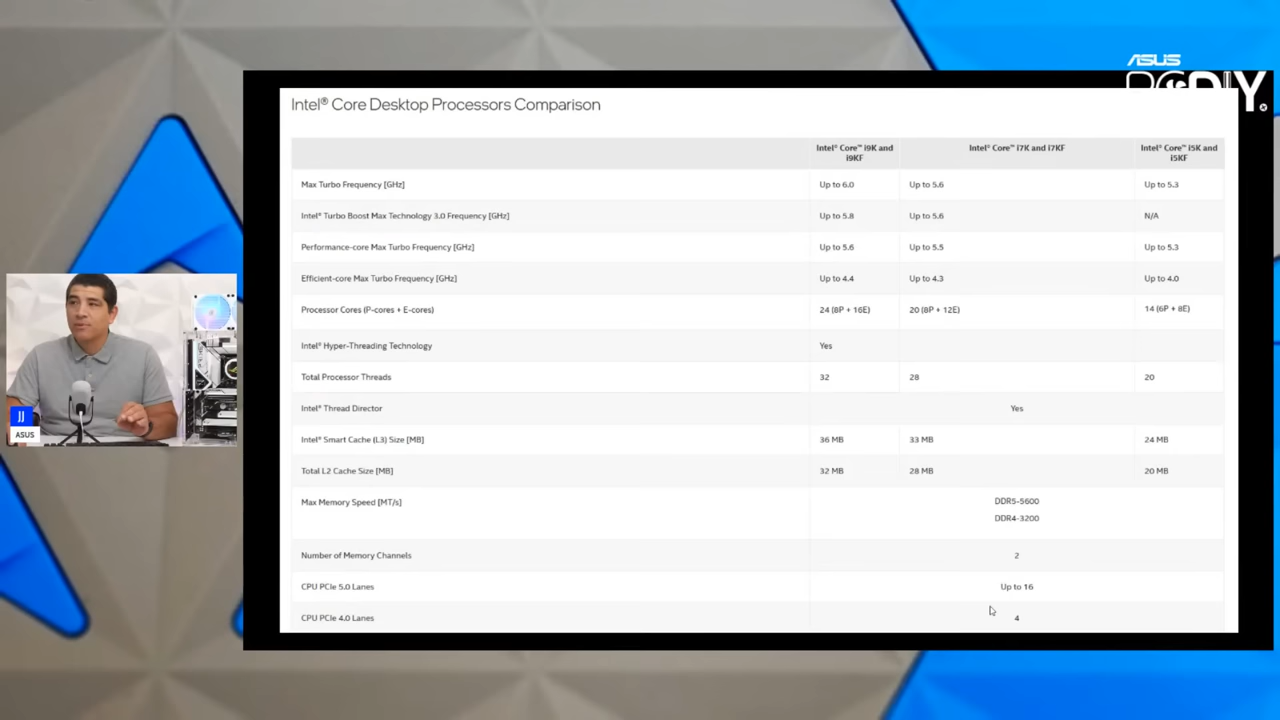 ASUS
PCDIY.
Intel® Core Desktop Processors Comparison
Intel® Core™ i9K and i9KF Intel® Core™ i7K and i7KF Intel® Core™ i5K and i5KF
Max Turbo Frequency [GHz] Up to 6.0 Up to 5.6 Up to 5.3
Intel® Turbo Boost Max Technology 3.0 Frequency [GHz] Up to 5.8 Up to 5.6 N/A
Performance-core Max Turbo Frequency [GHz] Up to 5.6 Up to 5.5 Up to 5.3
Efficient-core Max Turbo Frequency [GHz] Up to 4.4 Up to 4.3 Up to 4.0
Processor Cores (P-cores + E-cores) 24 (8P + 16E) 20 (8P + 12E) 14 (6P + 8E)
Intel® Hyper-Threading Technology Yes
Total Processor Threads 32 28 20
Intel® Thread Director Yes
Intel® Smart Cache (L3) Size [MB] 36 MB 33 MB 24 MB
Total L2 Cache Size [MB] 32 MB 28 MB 20 MB
Max Memory Speed [MT/s] DDR5-5600
DDR4-3200
Number of Memory Channels 2
CPU PCIe 5.0 Lanes Up to 16
CPU PCIe 4.0 Lanes 4
JJ
ASUS